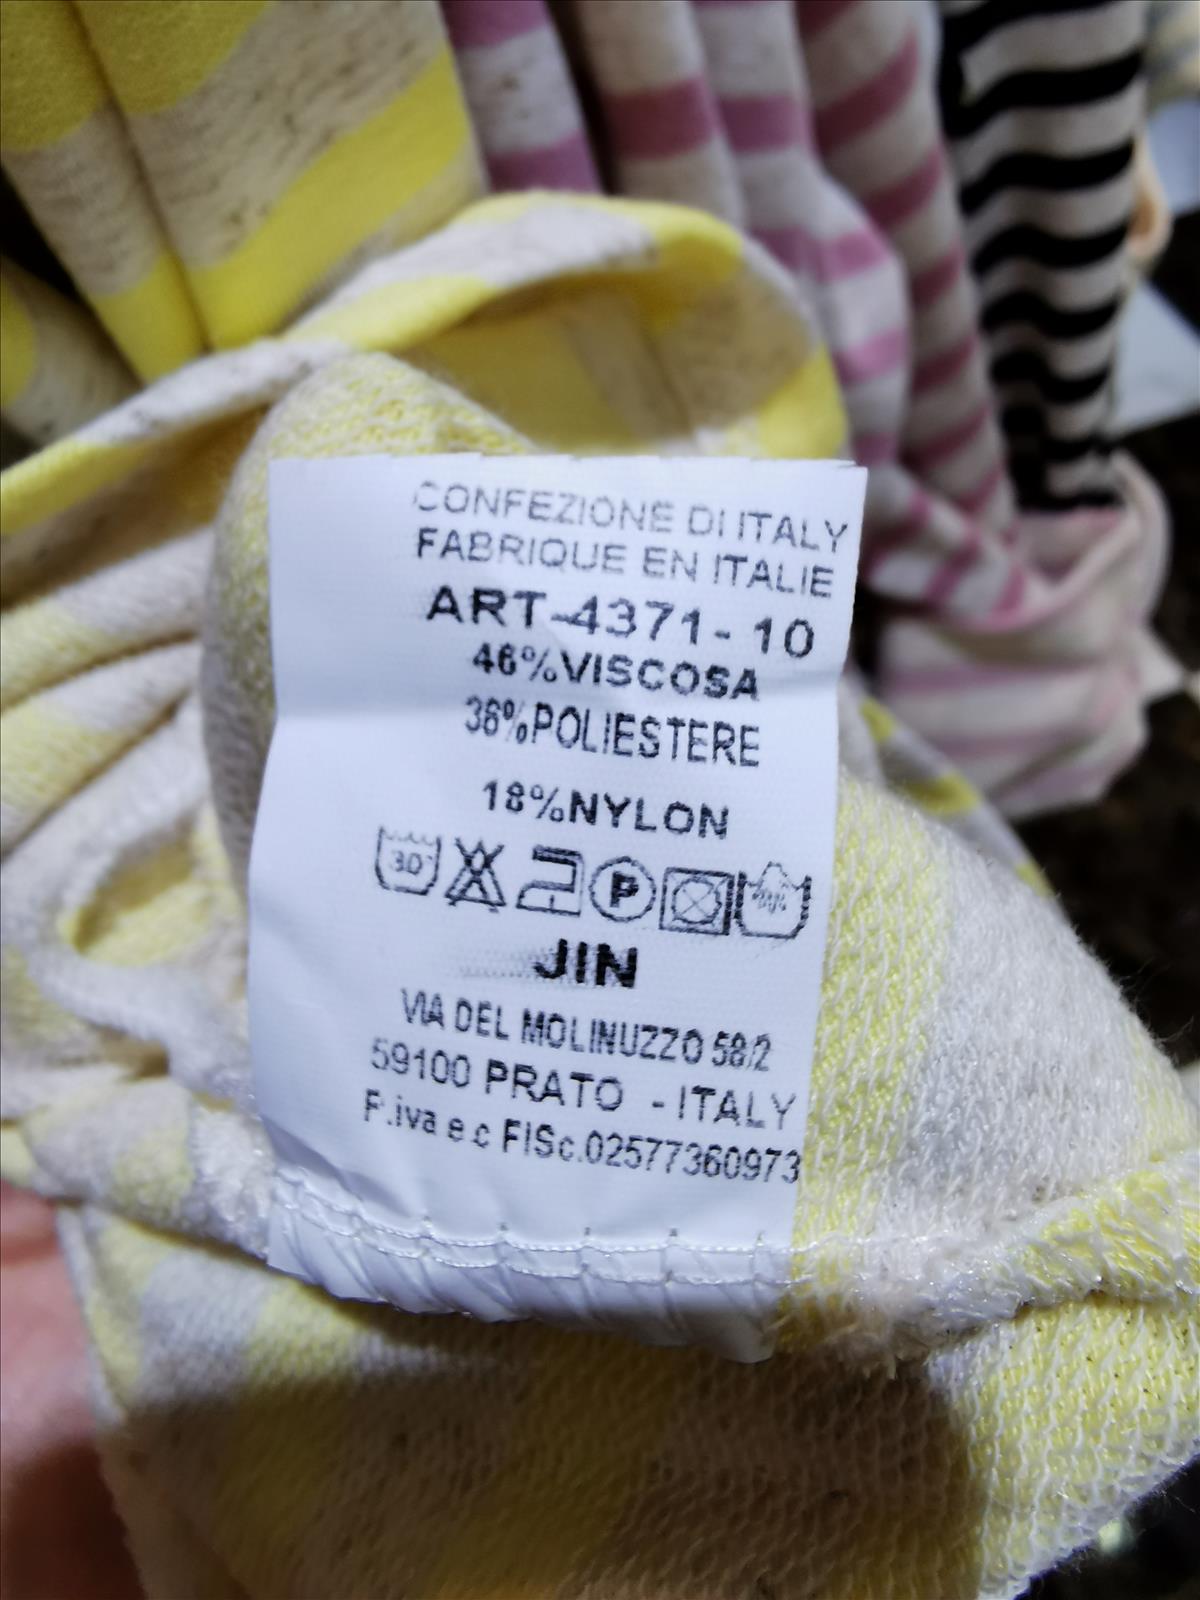 CONFEZIONE DI ITALY
FABRIQUE EN ITALIE
ART-4371-10
46%VISCOSA
36%POLIESTERE
18%NYLON
30°
P
JIN
VIA DEL MOLINUZZO 58/2
59100 PRATO - ITALY
P.iva e c FISc.02577360973